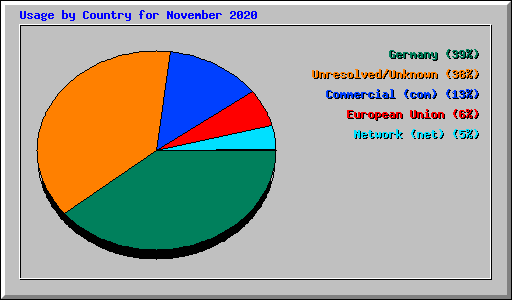 Usage by Country for November 2020
Germany (39%)
Unresolved/Unknown (38%)
Commercial (com) (13%)
European Union (6%)
Network (net) (5%)